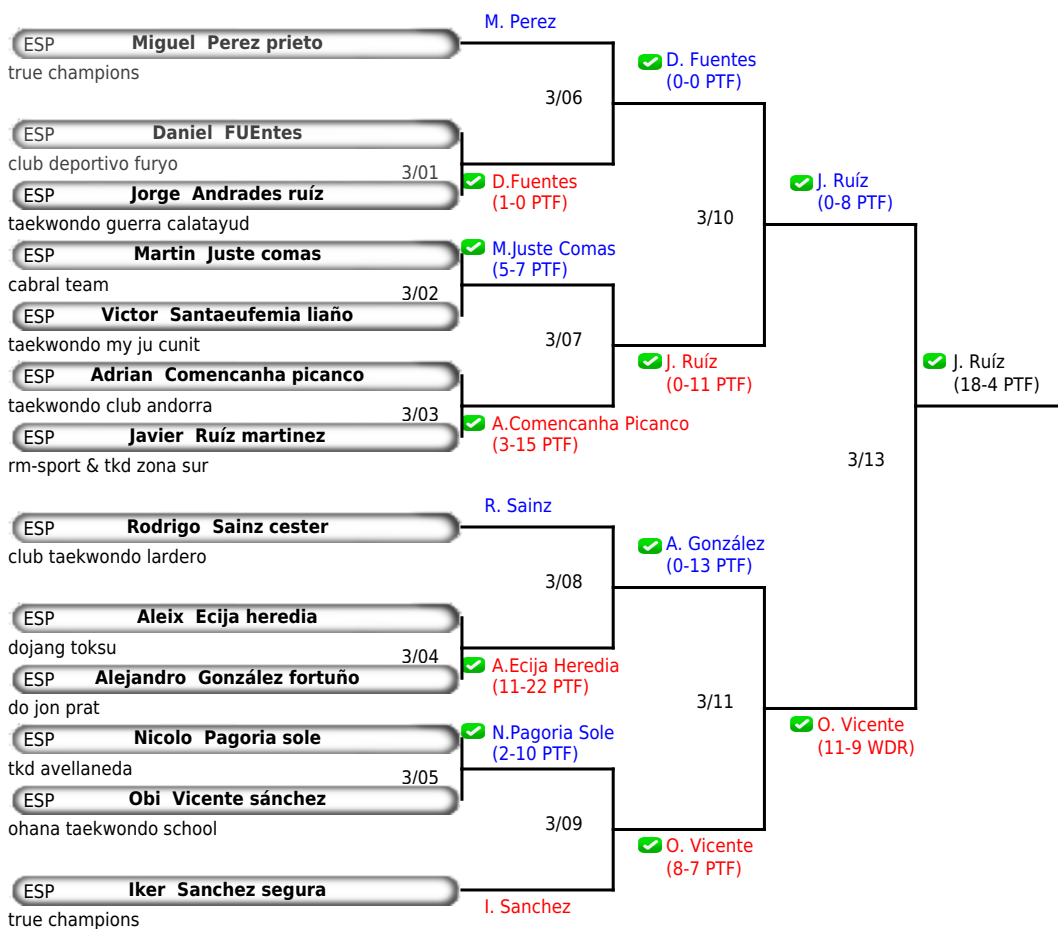 M. Perez
ESP Miguel Perez prieto
true champions
D. Fuentes
(0-0 PTF)
3/06
ESP Daniel FUEntes
club deportivo furyo
3/01
ESP Jorge Andrades ruíz
D.Fuentes
(1-0 PTF)
taekwondo guerra calatayud
J. Ruíz
(0-8 PTF)
3/10
ESP Martin Juste comas
M.Juste Comas
(5-7 PTF)
cabral team
3/02
ESP Victor Santaeufemia liaño
taekwondo my ju cunit
3/07
J. Ruíz
(0-11 PTF)
J. Ruíz
(18-4 PTF)
ESP Adrian Comencanha picanco
taekwondo club andorra
3/03
ESP Javier Ruíz martinez
A.Comencanha Picanco
(3-15 PTF)
rm-sport & tkd zona sur
3/13
R. Sainz
ESP Rodrigo Sainz cester
club taekwondo lardero
A. González
(0-13 PTF)
3/08
ESP Aleix Ecija heredia
dojang toksu
3/04
ESP Alejandro González fortuño
A.Ecija Heredia
(11-22 PTF)
do jon prat
3/11
O. Vicente
(11-9 WDR)
ESP Nicolo Pagoria sole
N.Pagoria Sole
(2-10 PTF)
tkd avellaneda
3/05
ESP Obi Vicente sánchez
ohana taekwondo school
3/09
O. Vicente
(8-7 PTF)
ESP Iker Sanchez segura
I. Sanchez
true champions